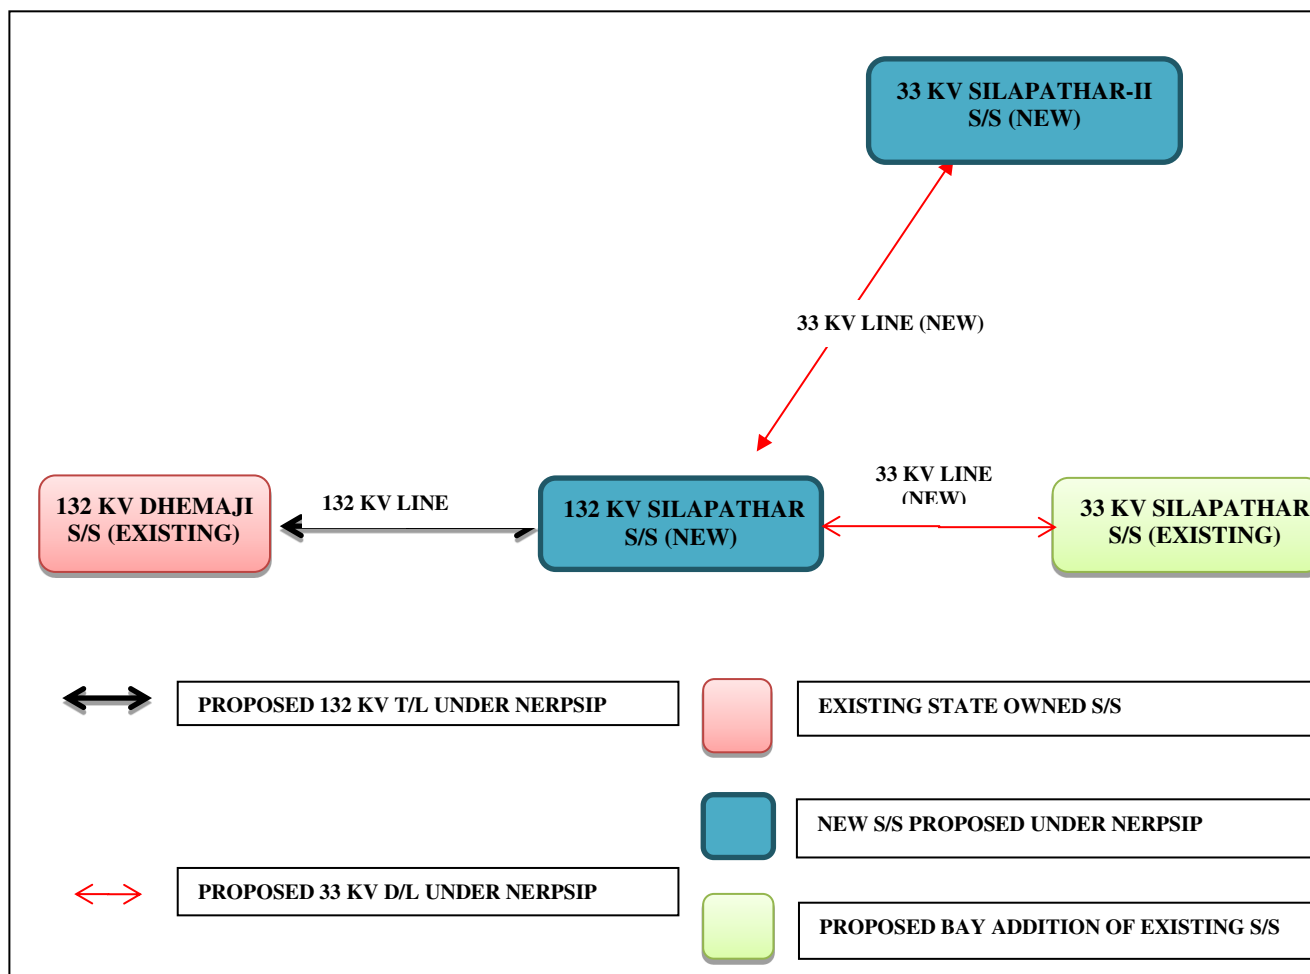 33 KV SILAPATHAR-II
S/S (NEW)
33 KV LINE (NEW)
132 KV DHEMAJI
S/S (EXISTING)
132 KV LINE
132 KV SILAPATHAR
S/S (NEW)
33 KV LINE
(NEW)
33 KV SILAPATHAR
S/S (EXISTING)
PROPOSED 132 KV T/L UNDER NERPSIP
EXISTING STATE OWNED S/S
NEW S/S PROPOSED UNDER NERPSIP
PROPOSED 33 KV D/L UNDER NERPSIP
PROPOSED BAY ADDITION OF EXISTING S/S